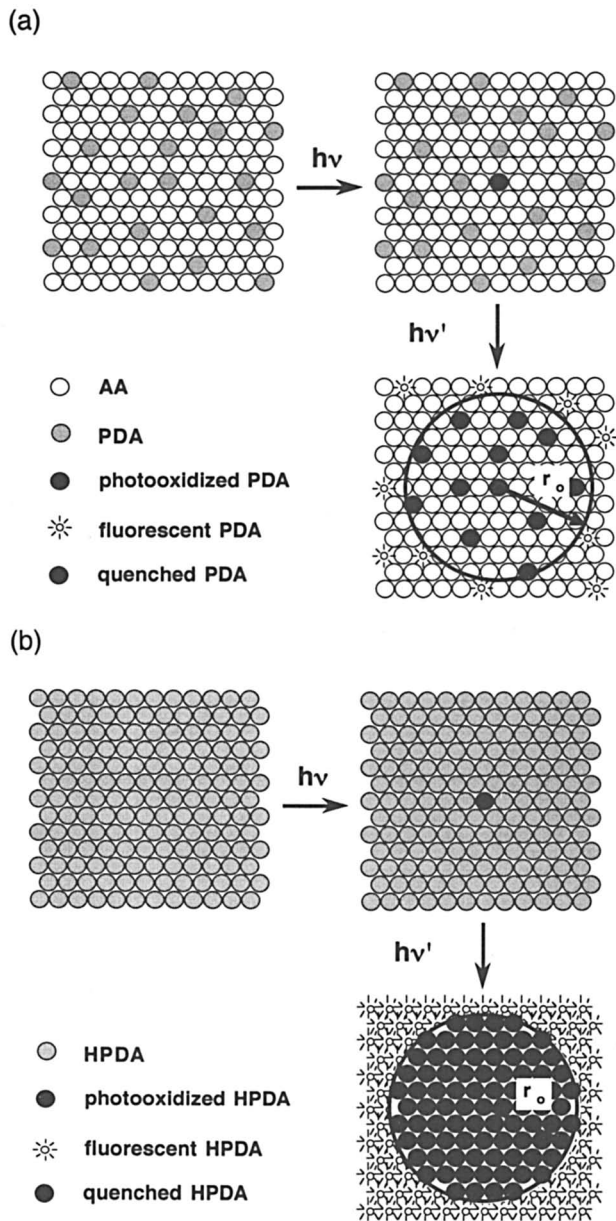 (a)
hν
hν'
AA
PDA
photooxidized PDA
fluorescent PDA
quenched PDA
r o
(b)
hν
hν'
HPDA
photooxidized HPDA
fluorescent HPDA
quenched HPDA
r o